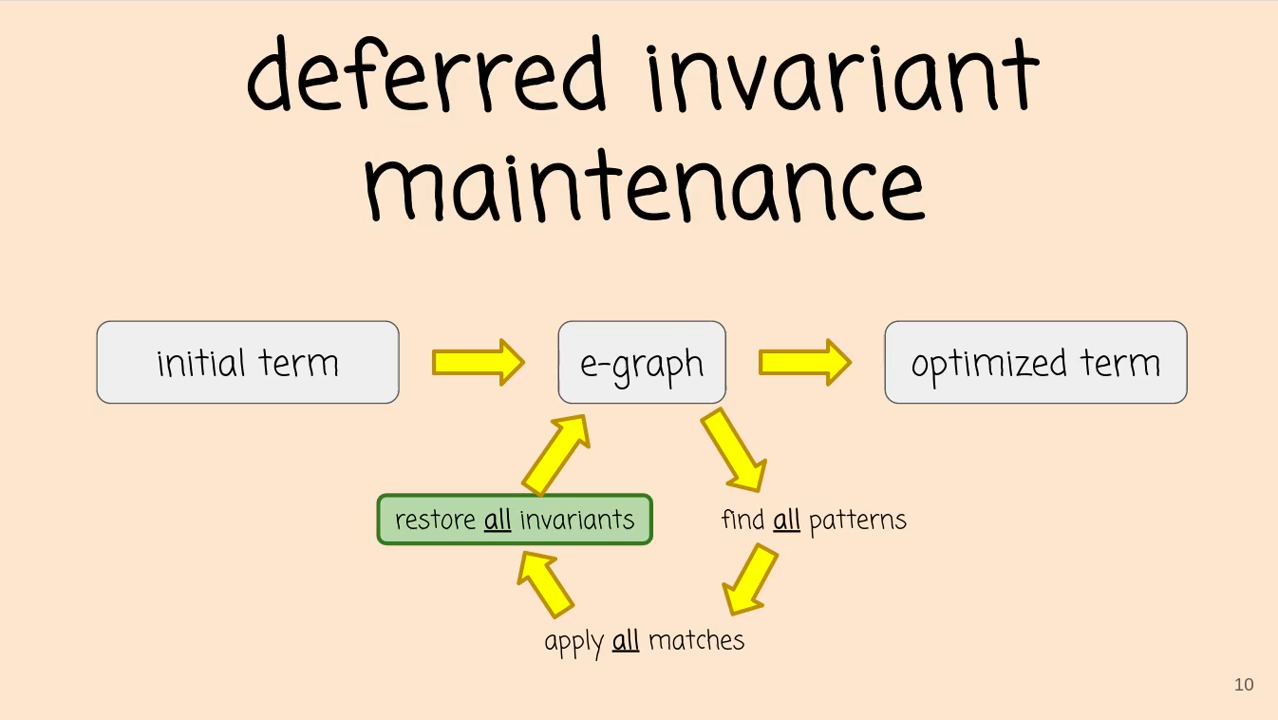 deferred invariant
maintenance
initial term
e-graph
optimized term
restore all invariants
find all patterns
apply all matches
10